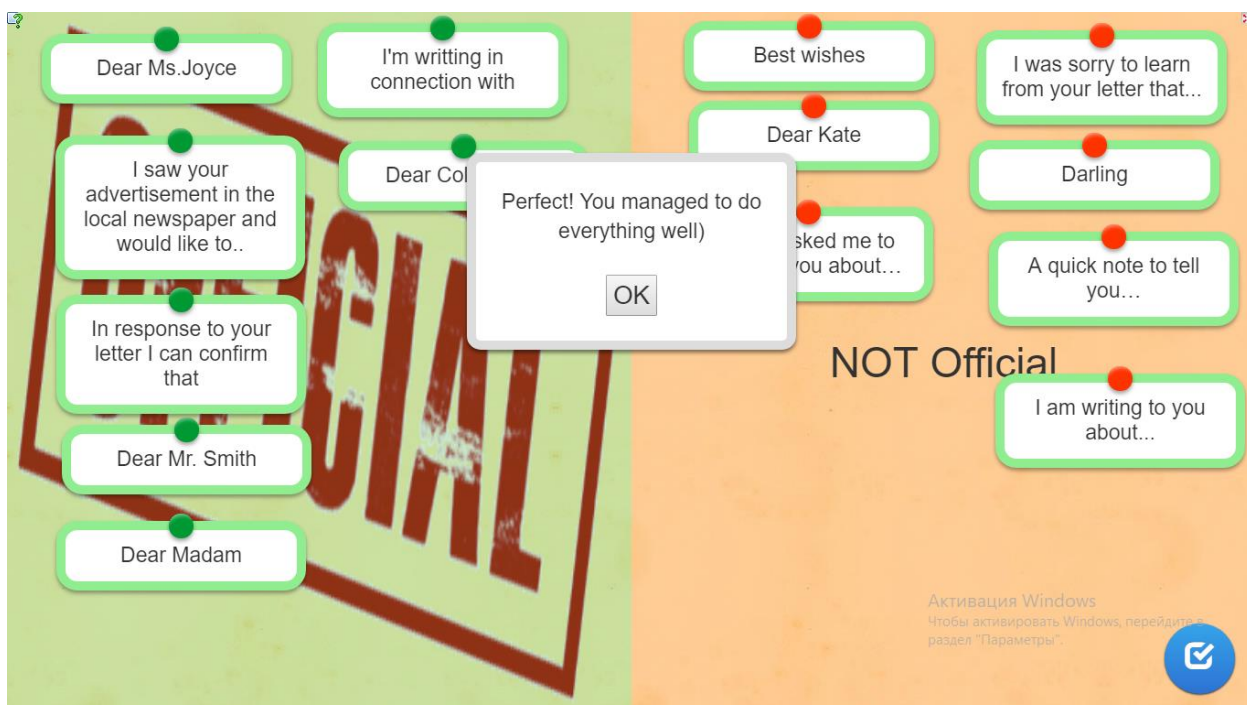 Dear Ms.Joyce
I'm writting in
connection with
I saw your
advertisement in the
local newspaper and
would like to..
Dear
In response to your
letter I can confirm
that
Dear Mr. Smith
Dear Madam
OFFICIAL
Perfect! You managed to do
everything well)
OK
Best wishes
I was sorry to learn
from your letter that...
Dear Kate
Darling
me to
you about…
A quick note to tell
you…
NOT Official
I am writing to you
about...
Активация Windows
Чтобы активировать Windows, перейдите в
раздел "Параметры".